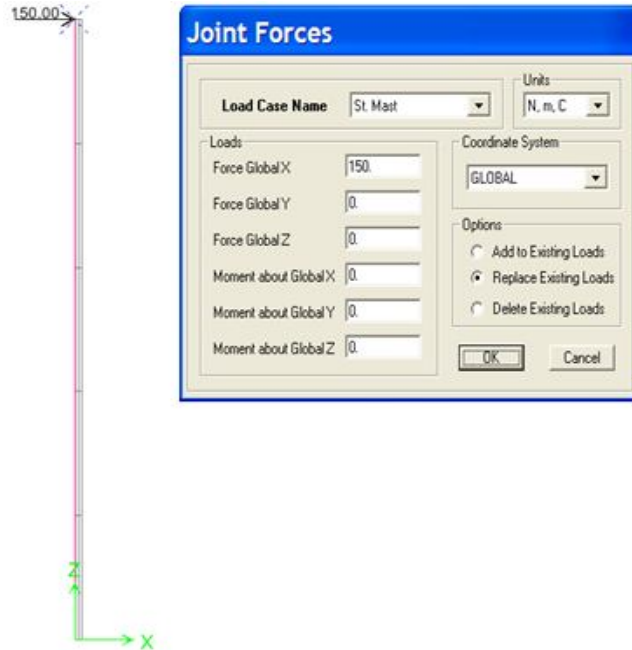 150.00
Joint Forces
Load Case Name
St. Mast
Units
N, m, C
Loads
Force Global X
150.
Force Global Y
0.
Force Global Z
0.
Moment about Global X
0.
Moment about Global Y
0.
Moment about Global Z
0.
Coordinate System
GLOBAL
Options
Add to Existing Loads
Replace Existing Loads
Delete Existing Loads
OK
Cancel
Z
X